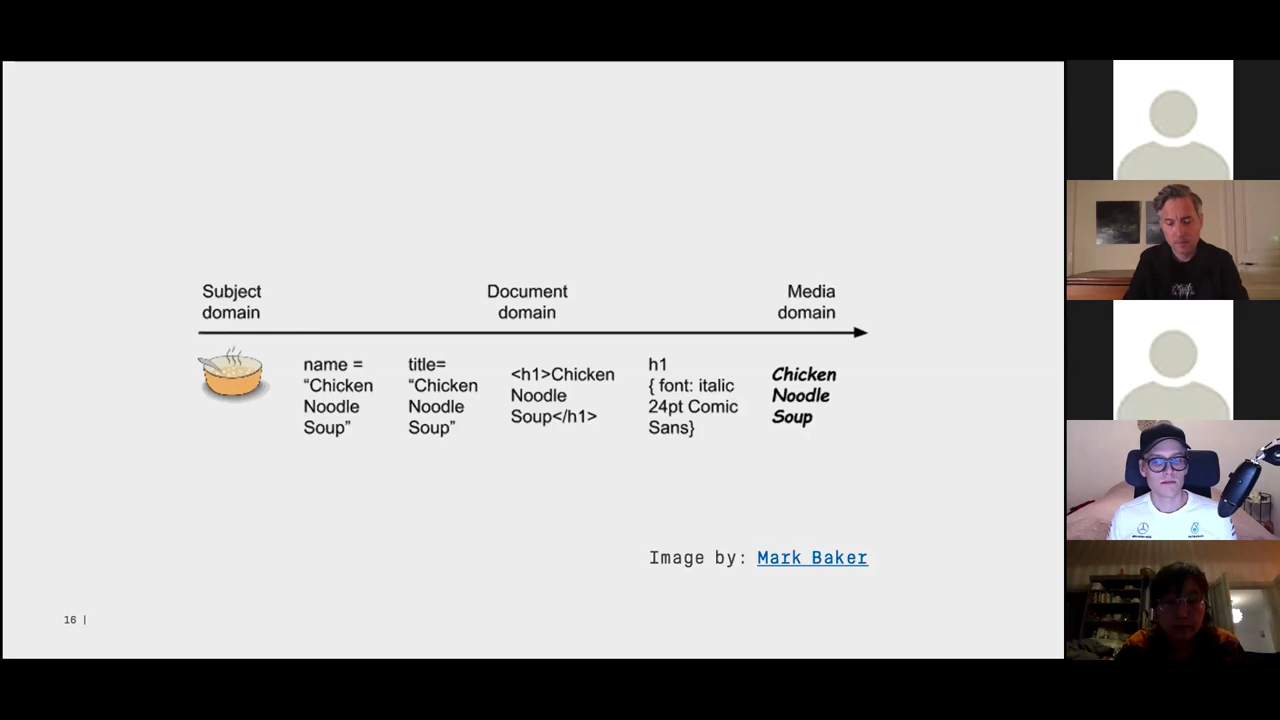 Subject
domain
Document
domain
Media
domain
name =
“Chicken
Noodle
Soup”
title=
“Chicken
Noodle
Soup”
<h1>Chicken
Noodle
Soup</h1>
h1
{ font: italic
24pt Comic
Sans}
Chicken
Noodle
Soup
Image by: Mark Baker
16 |